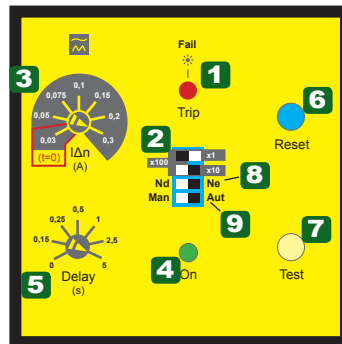 Fail
1
Trip
3
0,03
0,05
0,075
0,1
0,15
0,2
0,3
(t=0)
IΔn
(A)
2
x100
x1
x10
Nd
Ne
8
Man
Aut
9
6
Reset
5
0
0,15
0,25
0,5
1
2,5
5
Delay
(s)
4
On
7
Test